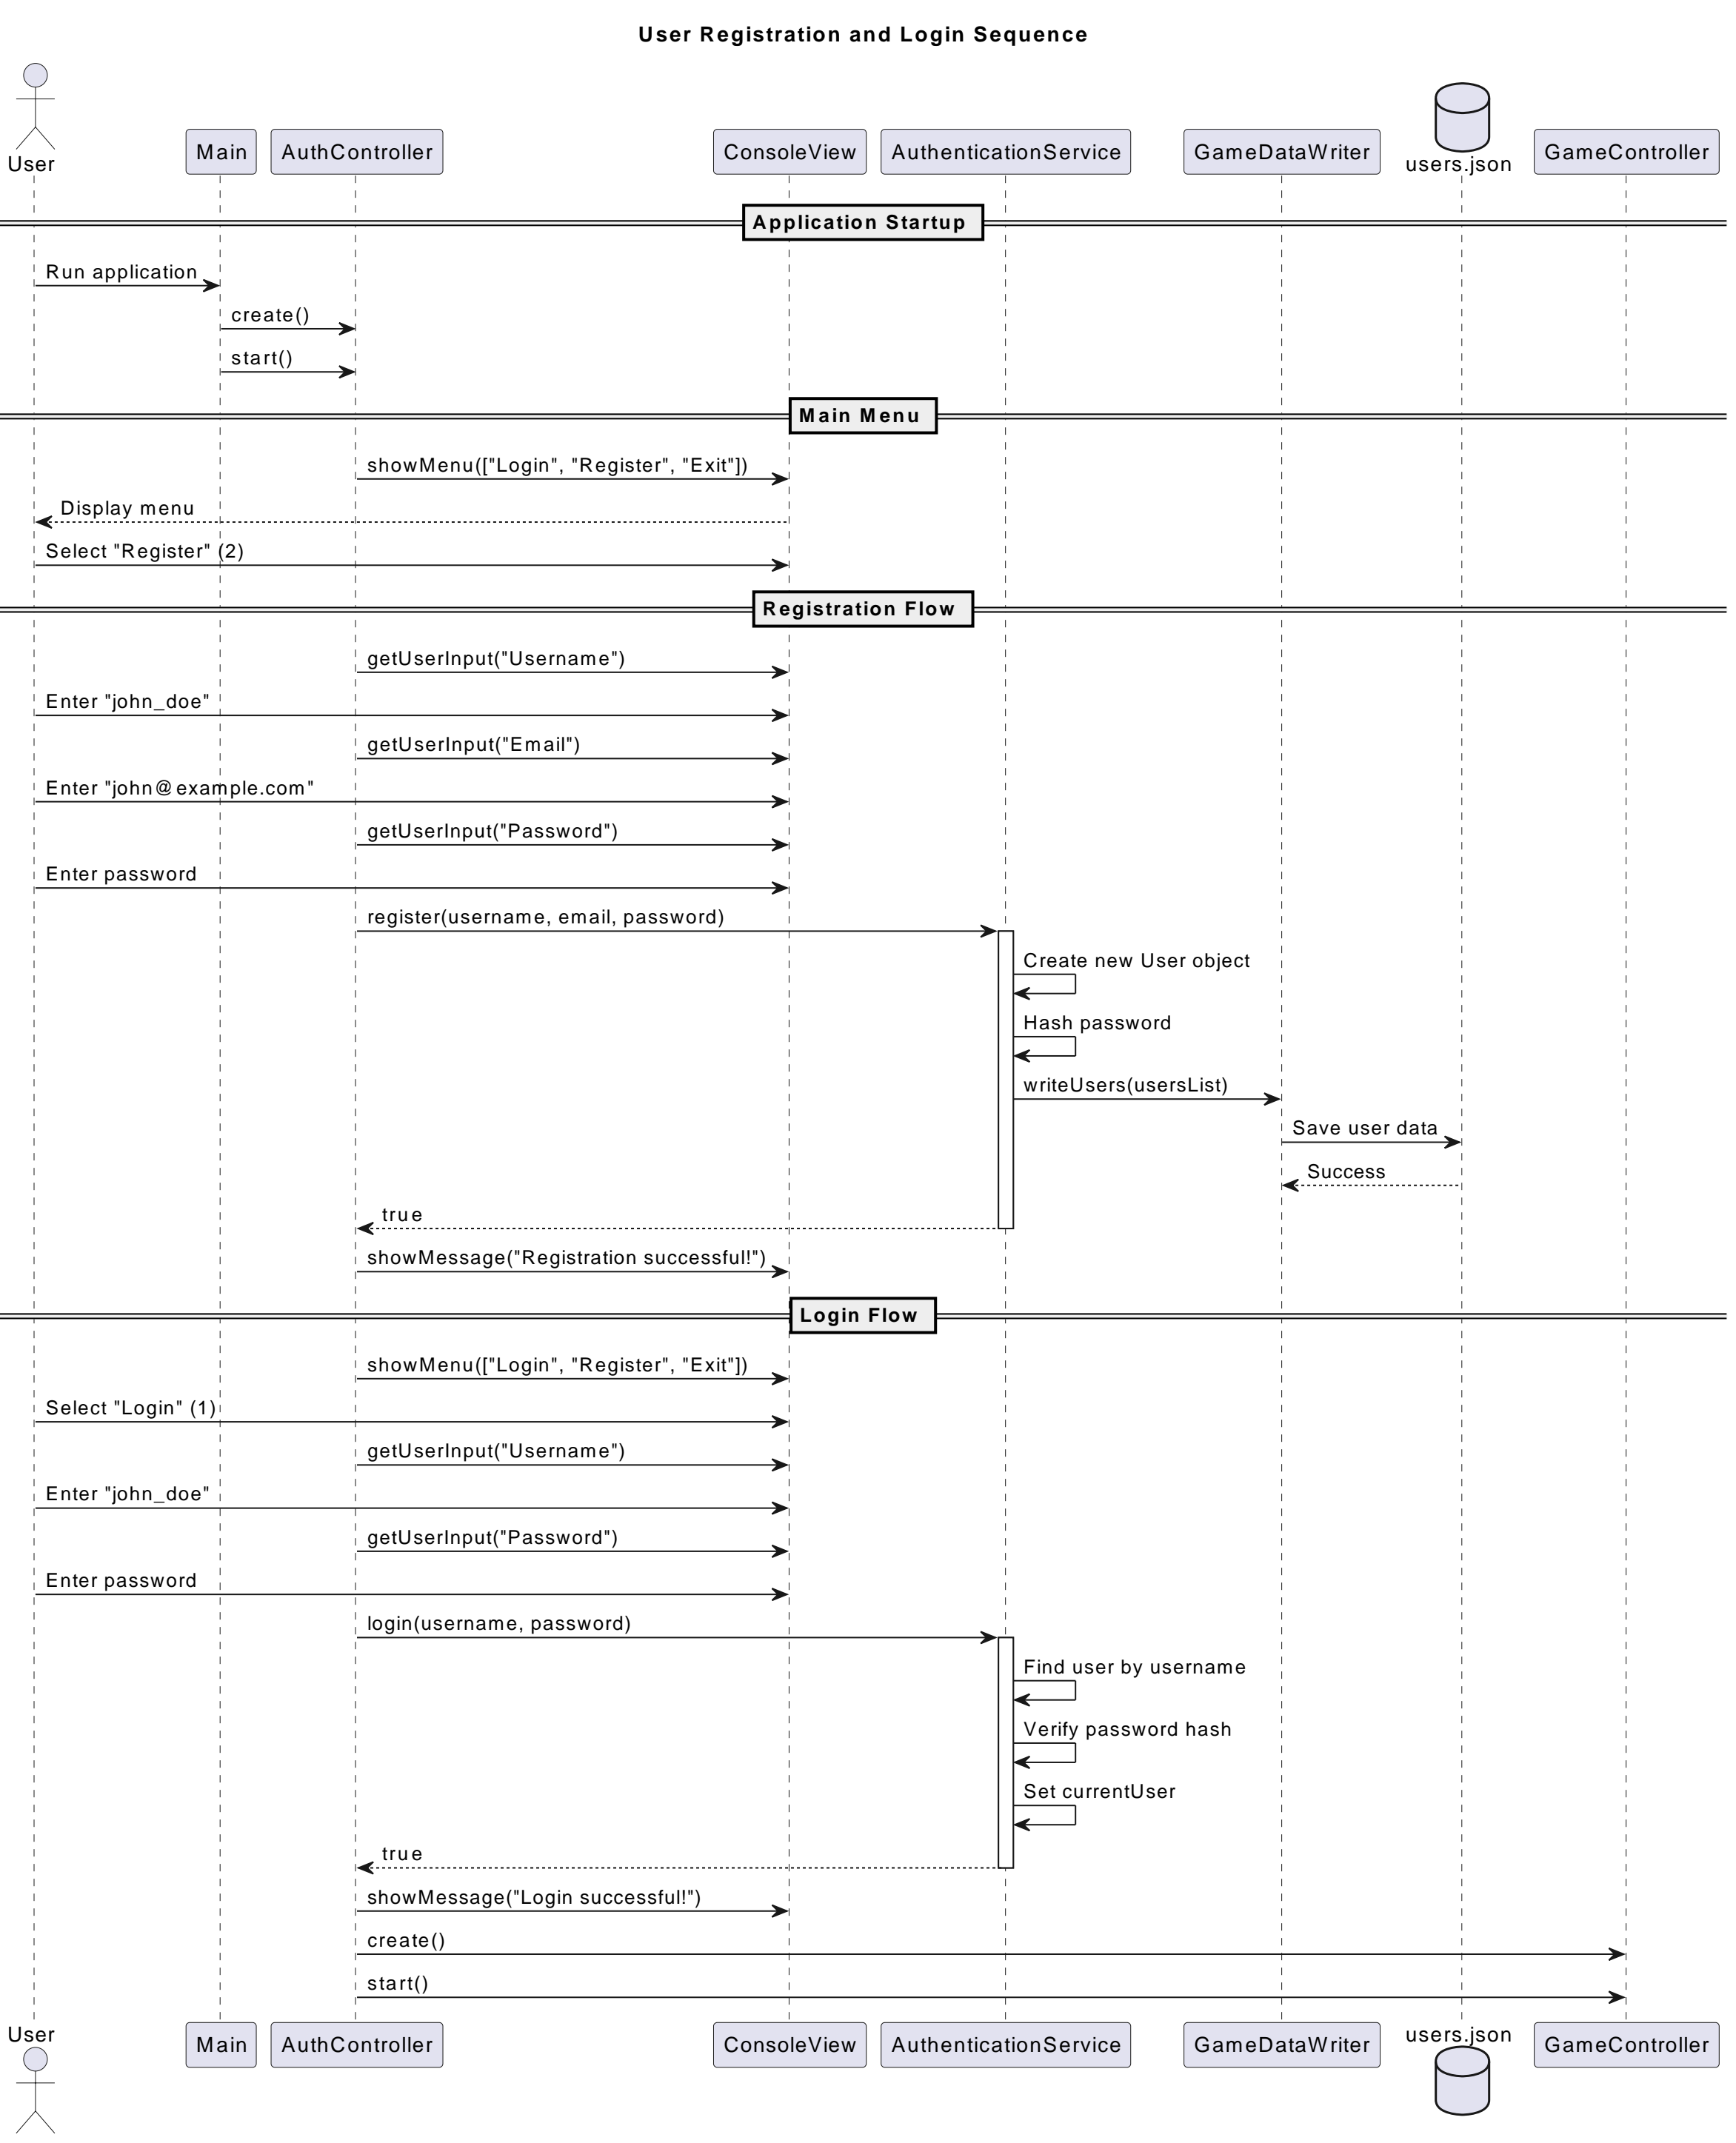 User Registration and Login Sequence
User
Main
AuthController
ConsoleView
AuthenticationService
GameDataWriter
users.json
GameController
Application Startup
Run application
create()
start()
Main Menu
showMenu(["Login", "Register", "Exit"])
Display menu
Select "Register" (2)
Registration Flow
getUserInput("Username")
Enter "john_doe"
getUserInput("Email")
Enter "john@example.com"
getUserInput("Password")
Enter password
register(username, email, password)
Create new User object
Hash password
writeUsers(usersList)
Save user data
Success
true
showMessage("Registration successful!")
Login Flow
showMenu(["Login", "Register", "Exit"])
Select "Login" (1)
getUserInput("Username")
Enter "john_doe"
getUserInput("Password")
Enter password
login(username, password)
Find user by username
Verify password hash
Set currentUser
true
showMessage("Login successful!")
create()
start()
User
Main
AuthController
ConsoleView
AuthenticationService
GameDataWriter
users.json
GameController